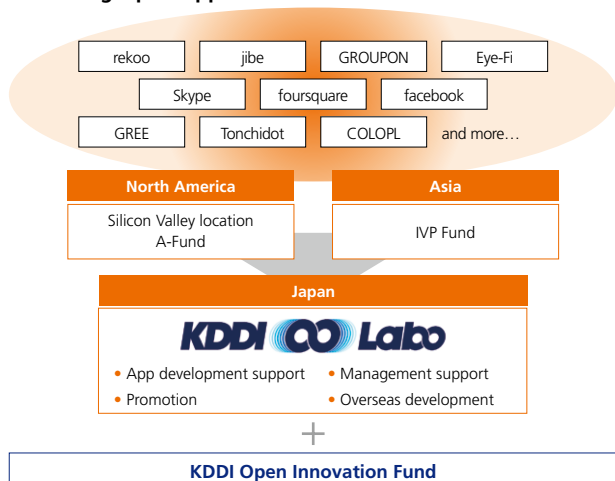 rekoo jibe GROUPON Eye-Fi
Skype foursquare facebook
GREE Tonchidot COLOPL and more…
North America
Silicon Valley location
A-Fund
Asia
IVP Fund
Japan
KDDI ∞ Labo
• App development support • Management support
• Promotion • Overseas development
+
KDDI Open Innovation Fund